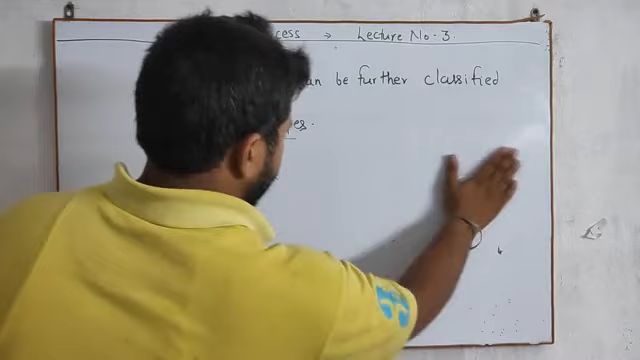 cess → Lecture No. 3.
an be further classified
es.